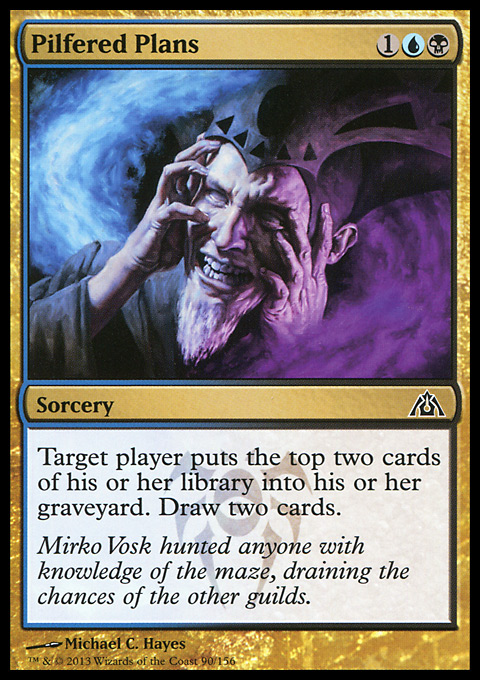 Pilfered Plans 1
Sorcery
Target player puts the top two cards
of his or her library into his or her
graveyard. Draw two cards.
Mirko Vosk hunted anyone with
knowledge of the maze, draining the
chances of the other guilds.
Michael C. Hayes
™ & © 2013 Wizards of the Coast 90/156